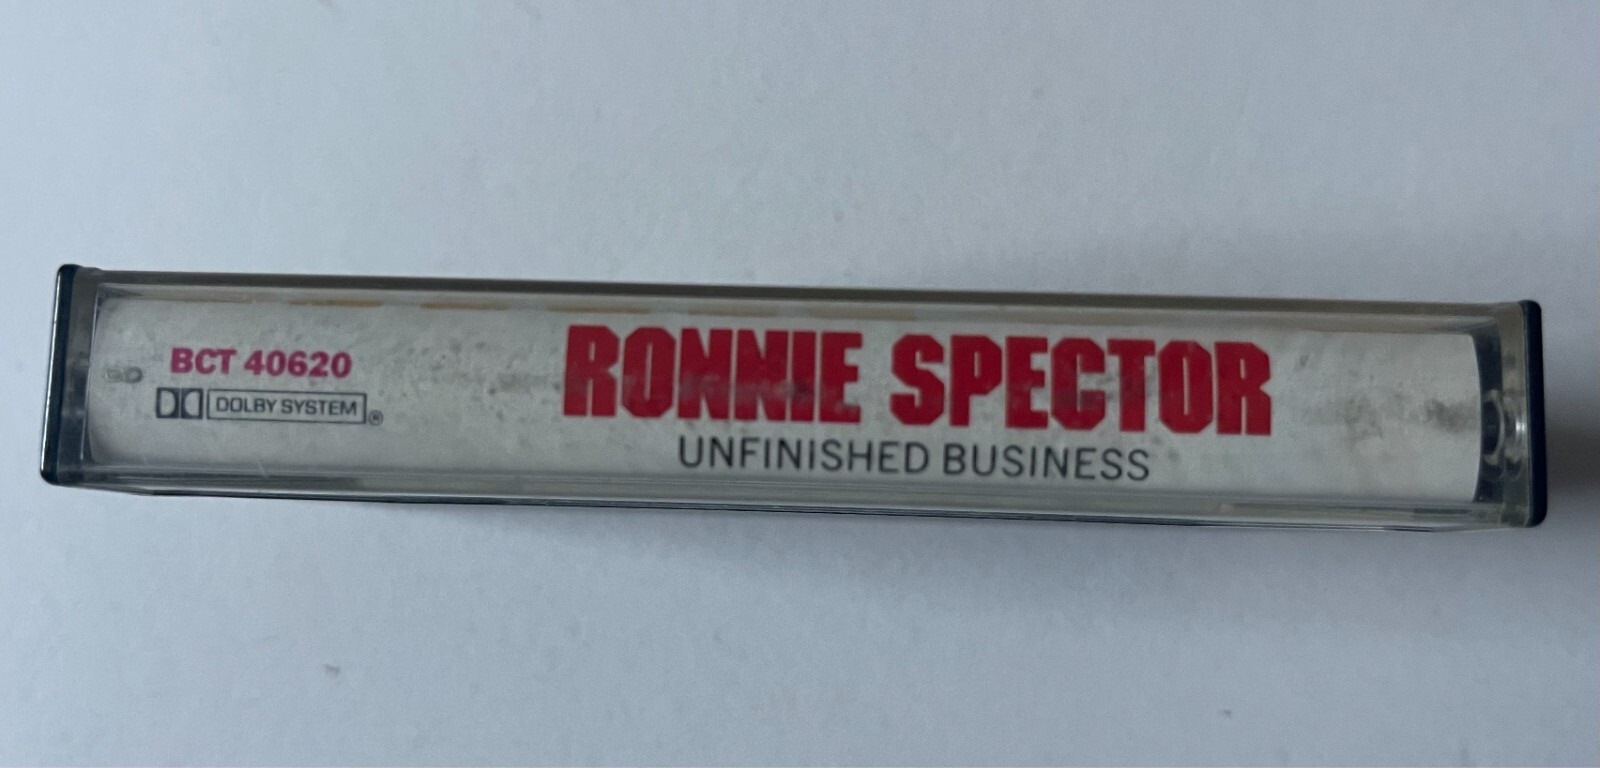 BCT 40620
DOLBY SYSTEM ®
RONNIE SPECTOR
UNFINISHED BUSINESS